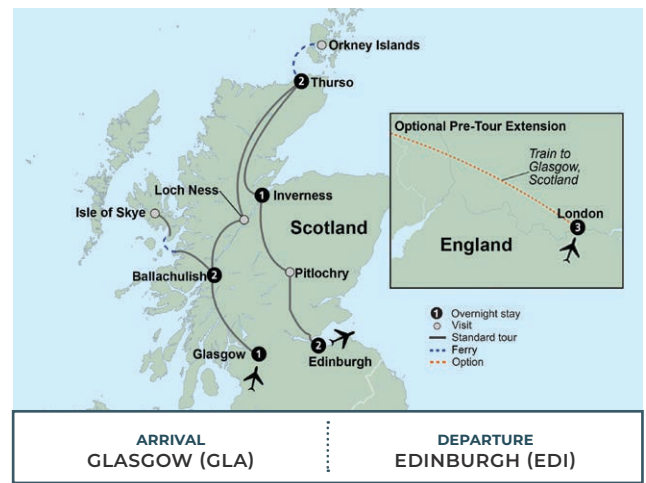 Orkney Islands
2 Thurso
Optional Pre-Tour Extension
Train to
Glasgow,
Scotland
Loch Ness
1 Inverness
Isle of Skye
Scotland
London
3
England
Ballachulish 2
Pitlochry
1 Overnight stay
Visit
Standard tour
Ferry
Option
Glasgow 1
2
Edinburgh
ARRIVAL
GLASGOW (GLA)
DEPARTURE
EDINBURGH (EDI)